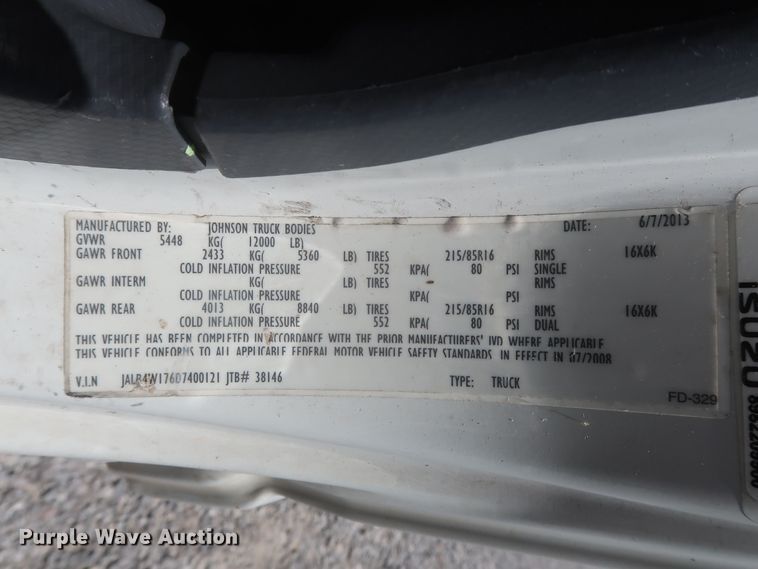 MANUFACTURED BY: JOHNSON TRUCK BODIES DATE: 6/7/2013
GVWR 5448 KG( 12000 LB)
GAWR FRONT 2433 KG( 5360 LB) TIRES 215/85R16 RIMS 16X6K
COLD INFLATION PRESSURE 552 KPA( 80 PSI SINGLE
GAWR INTERM KG( LB) TIRES RIMS
COLD INFLATION PRESSURE KPA( PSI
GAWR REAR 4013 KG( 8840 LB) TIRES 215/85R16 RIMS 16X6K
COLD INFLATION PRESSURE 552 KPA( 80 PSI DUAL
THIS VEHICLE HAS BEEN COMPLETED IN ACCORDANCE WITH THE PRIOR MANUFACTURERS' IVD WHERE APPLICABLE
THIS VEHICLE CONFORMS TO ALL APPLICABLE FEDERAL MOTOR VEHICLE SAFETY STANDARDS IN EFFECT IN 07/2008
V.I.N JALB4W17607400121 JTB# 38146 TYPE: TRUCK
FD-329
ISUZU
Purple Wave Auction